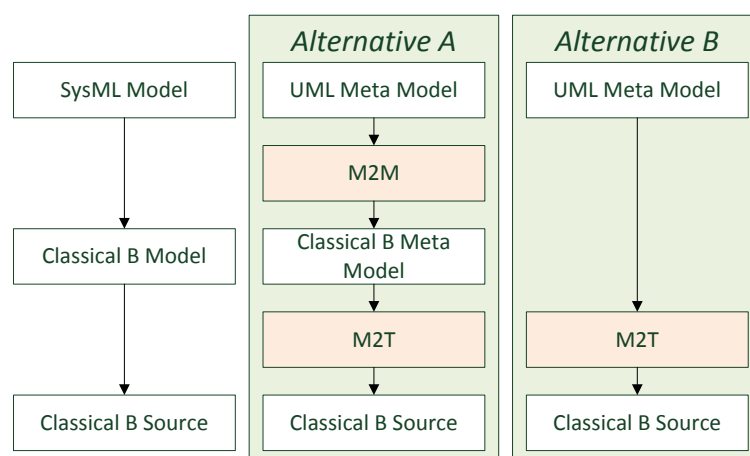 Alternative A
Alternative B
SysML Model
UML Meta Model
UML Meta Model
M2M
Classical B Model
Classical B Meta
Model
M2T
M2T
Classical B Source
Classical B Source
Classical B Source